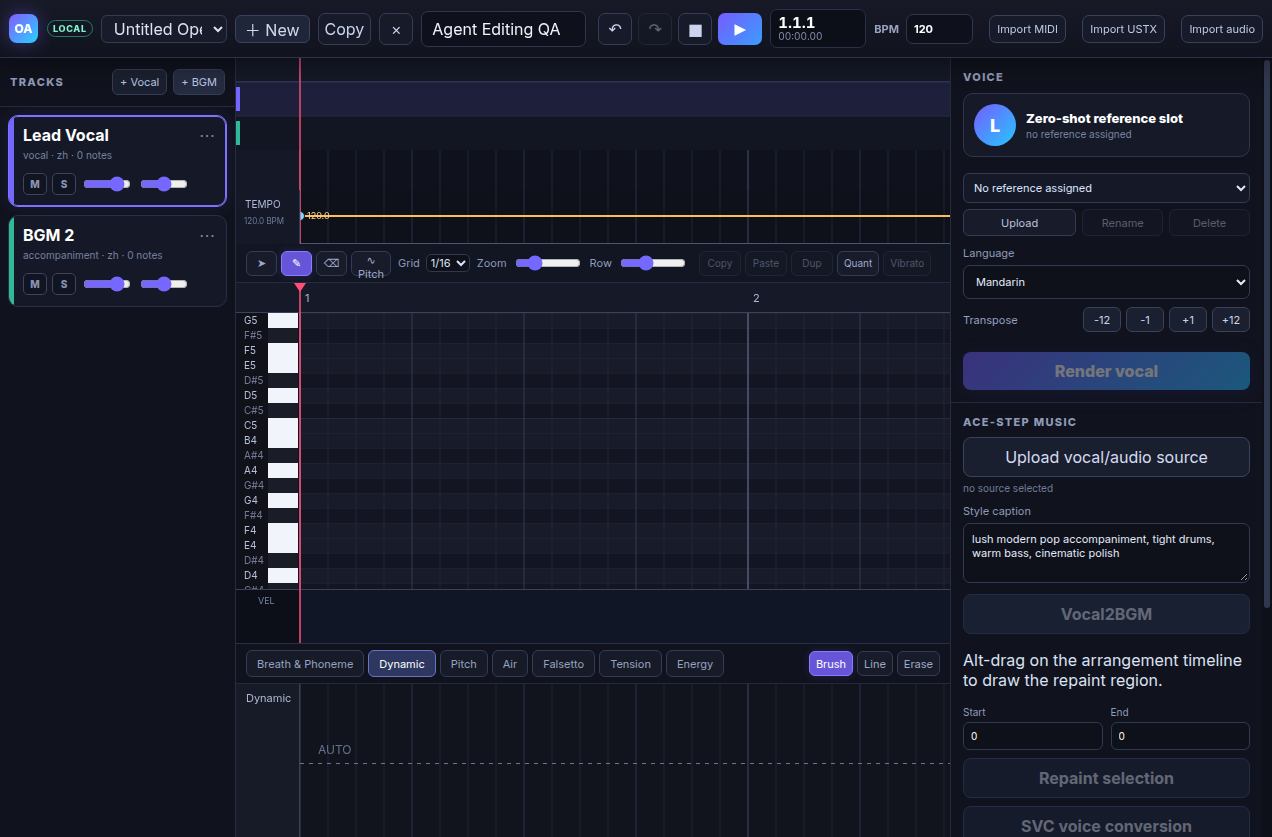 OA
LOCAL
Untitled Ope
+ New
Copy
×
Agent Editing QA
1.1.1
00:00.00
BPM
120
Import MIDI
Import USTX
Import audio
TRACKS
+ Vocal
+ BGM
Lead Vocal
...
vocal · zh · 0 notes
M
S
BGM 2
...
accompaniment · zh · 0 notes
M
S
TEMPO
120.0 BPM
120.0
Pitch
Grid
1/16
Zoom
Row
Copy
Paste
Dup
Quant
Vibrato
1
2
G5
F#5
F5
E5
D#5
D5
C#5
C5
B4
A#4
A4
G#4
G4
F#4
F4
E4
D#4
D4
C#4
VEL
Breath & Phoneme
Dynamic
Pitch
Air
Falsetto
Tension
Energy
Brush
Line
Erase
Dynamic
AUTO
VOICE
L
Zero-shot reference slot
no reference assigned
No reference assigned
Upload
Rename
Delete
Language
Mandarin
Transpose
-12
-1
+1
+12
Render vocal
ACE-STEP MUSIC
Upload vocal/audio source
no source selected
Style caption
lush modern pop accompaniment, tight drums,
warm bass, cinematic polish
Vocal2BGM
Alt-drag on the arrangement timeline
to draw the repaint region.
Start
End
0
0
Repaint selection
SVC voice conversion